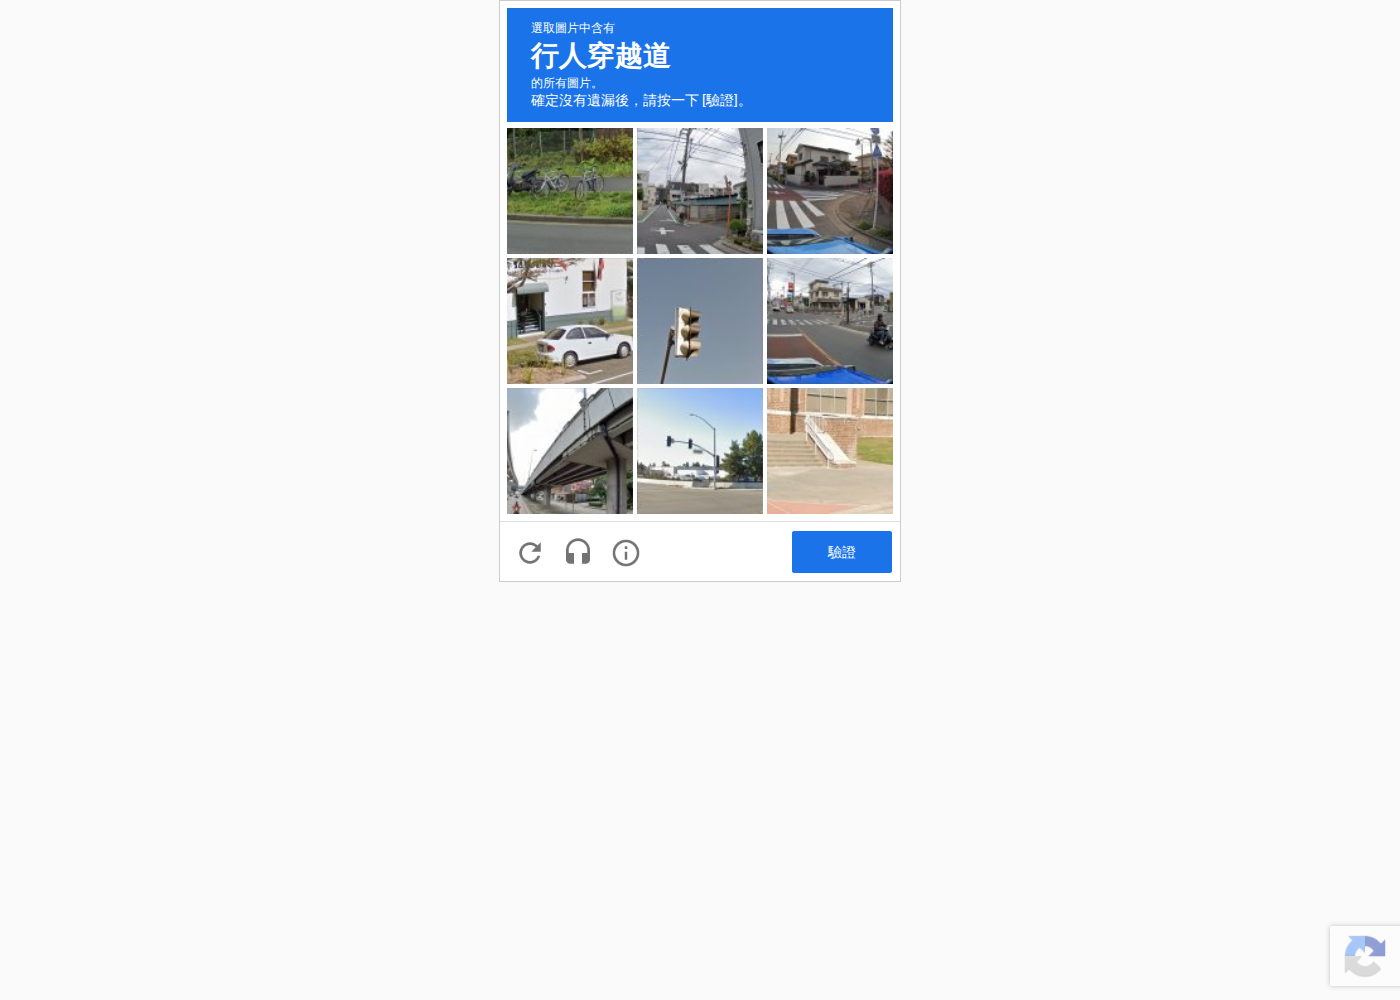 選取圖片中含有
行人穿越道
的所有圖片。
確定沒有遺漏後，請按一下 [驗證]。
驗證